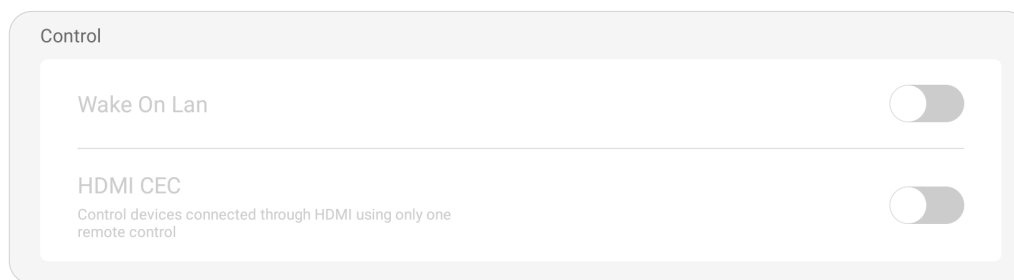 Control
Wake On Lan
HDMI CEC
Control devices connected through HDMI using only one
remote control